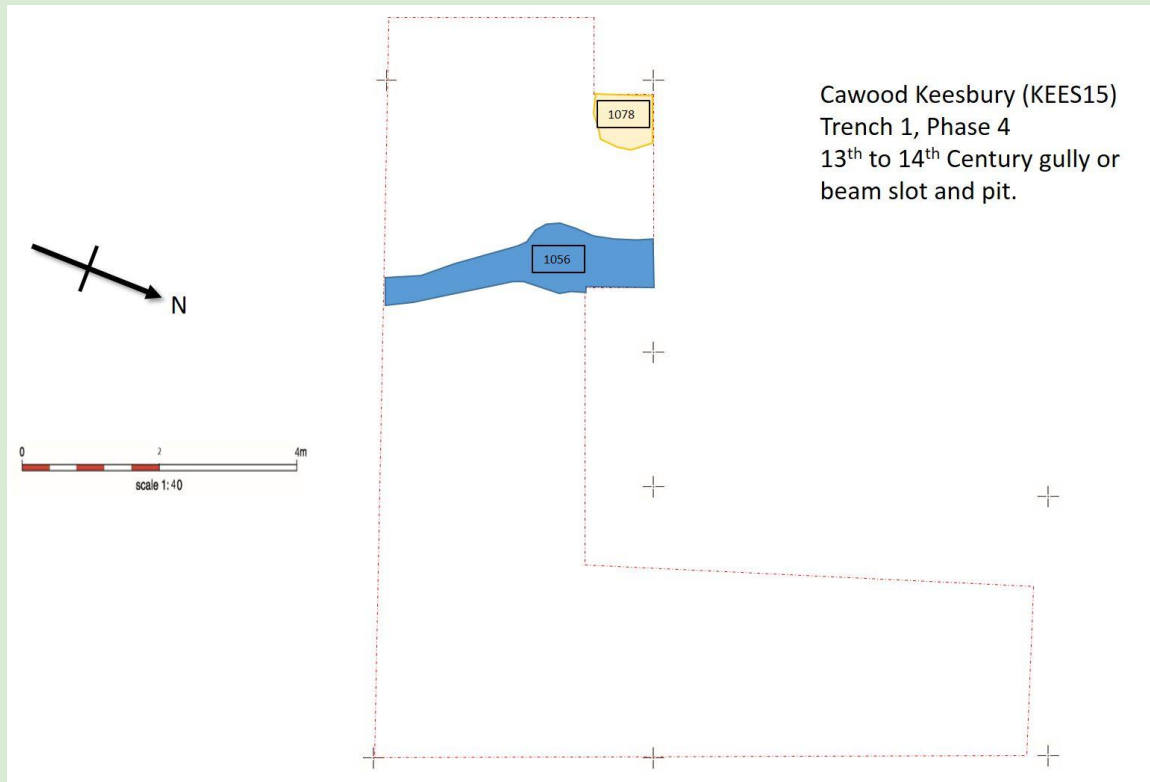 Cawood Keesbury (KEES15)
Trench 1, Phase 4
13th to 14th Century gully or
beam slot and pit.
1078
1056
N
0 2 4m
scale 1:40